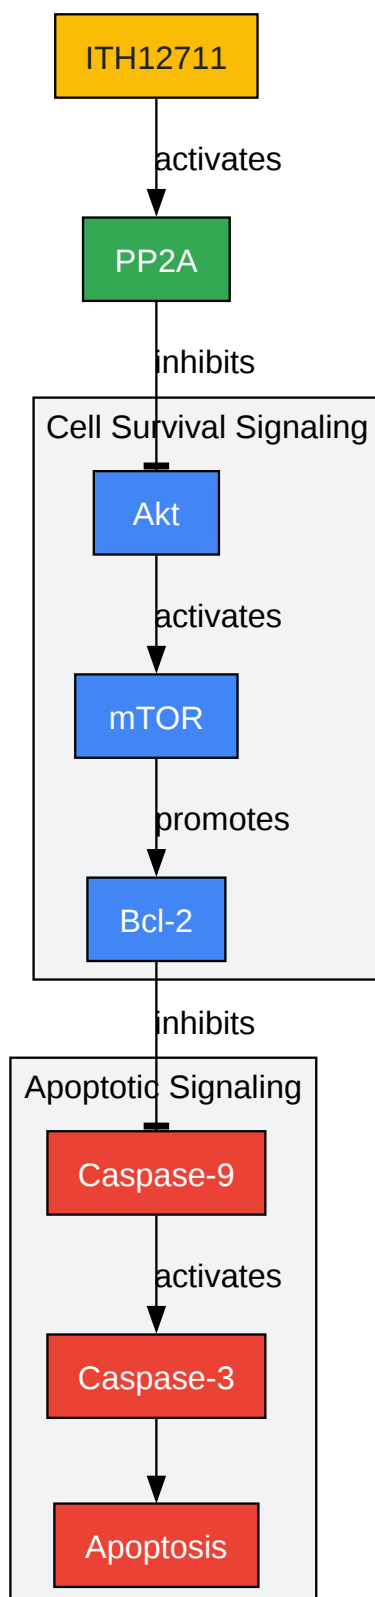 ITH12711
activates
PP2A
inhibits
Cell Survival Signaling
Akt
activates
mTOR
promotes
Bcl-2
inhibits
Apoptotic Signaling
Caspase-9
activates
Caspase-3
Apoptosis